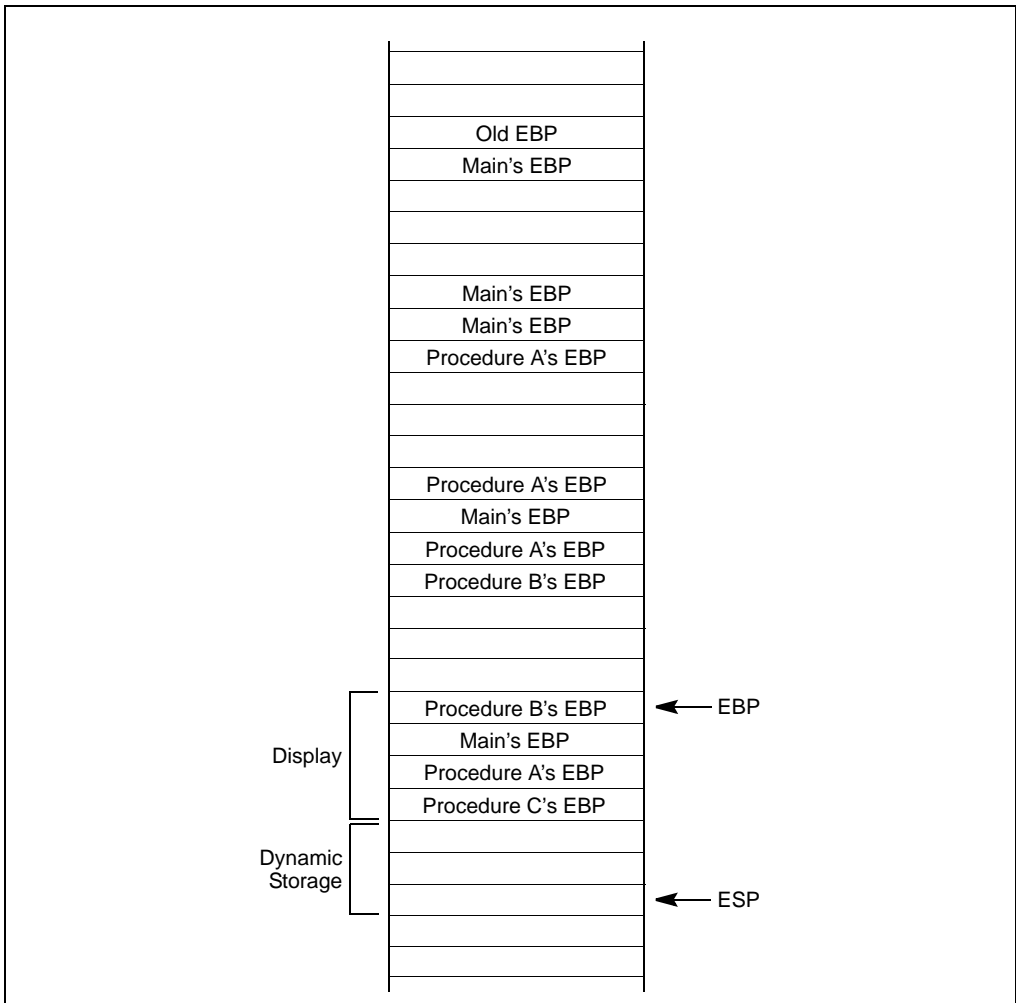 Old EBP
Main’s EBP
Main’s EBP
Main’s EBP
Procedure A’s EBP
Procedure A’s EBP
Main’s EBP
Procedure A’s EBP
Procedure B’s EBP
Display
Procedure B’s EBP
EBP
Main’s EBP
Procedure A’s EBP
Procedure C’s EBP
Dynamic
Storage
ESP